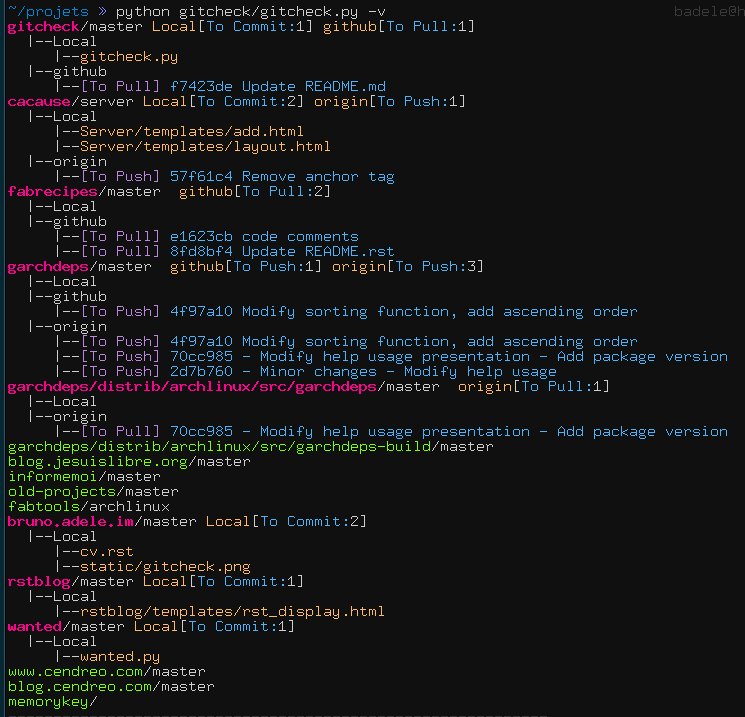 ~/projets » python gitcheck/gitcheck.py -v badele@h
gitcheck/master Local[To Commit:1] github[To Pull:1]
|--Local
|--gitcheck.py
|--github
|--[To Pull] f7423de Update README.md
cacause/server Local[To Commit:2] origin[To Push:1]
|--Local
|--Server/templates/add.html
|--Server/templates/layout.html
|--origin
|--[To Push] 57f61c4 Remove anchor tag
fabrecipes/master github[To Pull:2]
|--Local
|--github
|--[To Pull] e1623cb code comments
|--[To Pull] 8fd8bf4 Update README.rst
garchdeps/master github[To Push:1] origin[To Push:3]
|--Local
|--github
|--[To Push] 4f97a10 Modify sorting function, add ascending order
|--origin
|--[To Push] 4f97a10 Modify sorting function, add ascending order
|--[To Push] 70cc985 - Modify help usage presentation - Add package version
|--[To Push] 2d7b760 - Minor changes - Modify help usage
garchdeps/distrib/archlinux/src/garchdeps/master origin[To Pull:1]
|--Local
|--origin
|--[To Pull] 70cc985 - Modify help usage presentation - Add package version
garchdeps/distrib/archlinux/src/garchdeps-build/master
blog.jesuislibre.org/master
informemoi/master
old-projects/master
fabtools/archlinux
bruno.adele.im/master Local[To Commit:2]
|--Local
|--cv.rst
|--static/gitcheck.png
rstblog/master Local[To Commit:1]
|--Local
|--rstblog/templates/rst_display.html
wanted/master Local[To Commit:1]
|--Local
|--wanted.py
www.cendreo.com/master
blog.cendreo.com/master
memorykey/